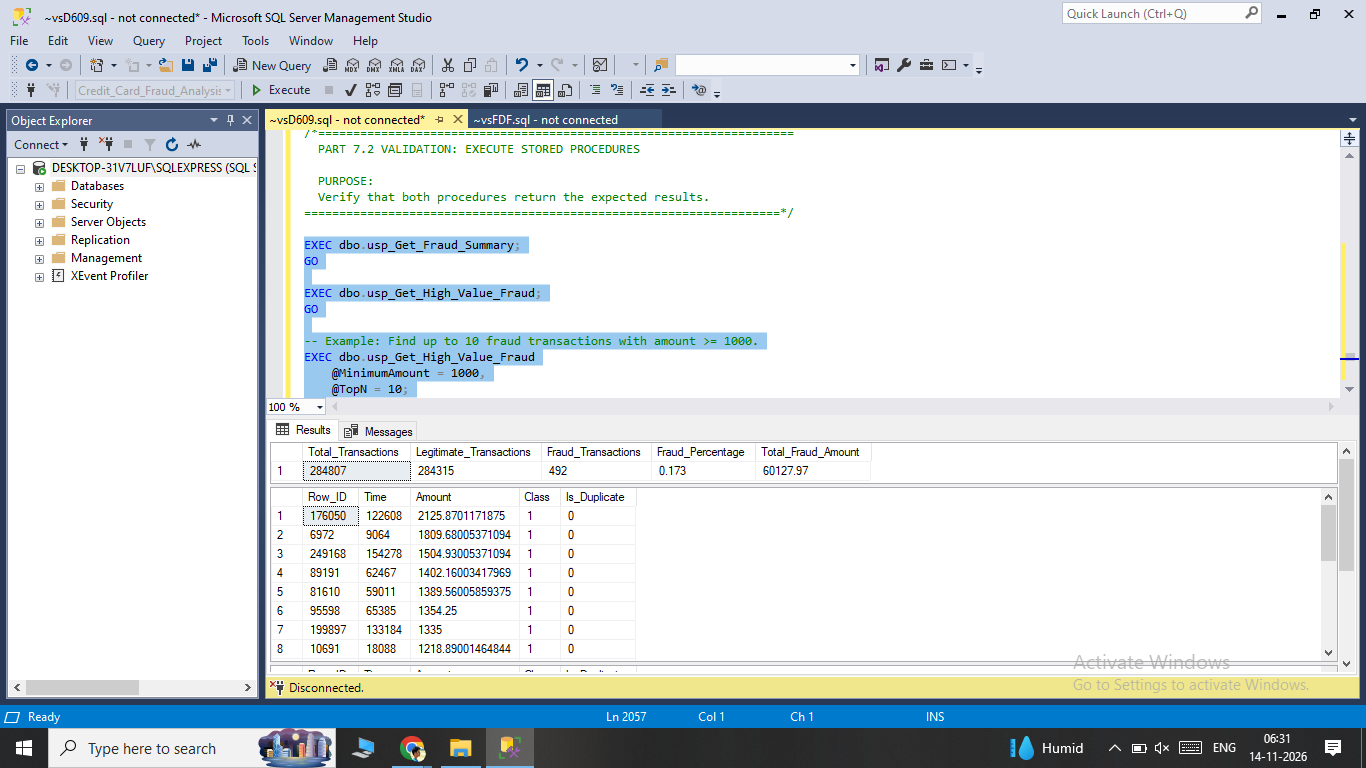 ~vsD609.sql - not connected* - Microsoft SQL Server Management Studio
Quick Launch (Ctrl+Q)
File Edit View Query Project Tools Window Help
New Query
MDX DMX XMLA DAX
Credit_Card_Fraud_Analysis
Execute
Object Explorer
~vsD609.sql - not connected*
~vsFDF.sql - not connected
Connect
DESKTOP-31V7LUF\SQLEXPRESS (SQL S
Databases
Security
Server Objects
Replication
Management
XEvent Profiler
/*====================================================================
PART 7.2 VALIDATION: EXECUTE STORED PROCEDURES
PURPOSE:
Verify that both procedures return the expected results.
====================================================================*/
EXEC dbo.usp_Get_Fraud_Summary;
GO
EXEC dbo.usp_Get_High_Value_Fraud;
GO
-- Example: Find up to 10 fraud transactions with amount >= 1000.
EXEC dbo.usp_Get_High_Value_Fraud
@MinimumAmount = 1000,
@TopN = 10;
100 %
Results Messages
Total_Transactions Legitimate_Transactions Fraud_Transactions Fraud_Percentage Total_Fraud_Amount
1 284807 284315 492 0.173 60127.97
Row_ID Time Amount Class Is_Duplicate
1 176050 122608 2125.8701171875 1 0
2 6972 9064 1809.68005371094 1 0
3 249168 154278 1504.93005371094 1 0
4 89191 62467 1402.16003417969 1 0
5 81610 59011 1389.56005859375 1 0
6 95598 65385 1354.25 1 0
7 199897 133184 1335 1 0
8 10691 18088 1218.89001464844 1 0
Activate Windows
Go to Settings to activate Windows.
Disconnected.
Ready
Ln 2057 Col 1 Ch 1 INS
Type here to search
Humid
ENG
06:31
14-11-2026